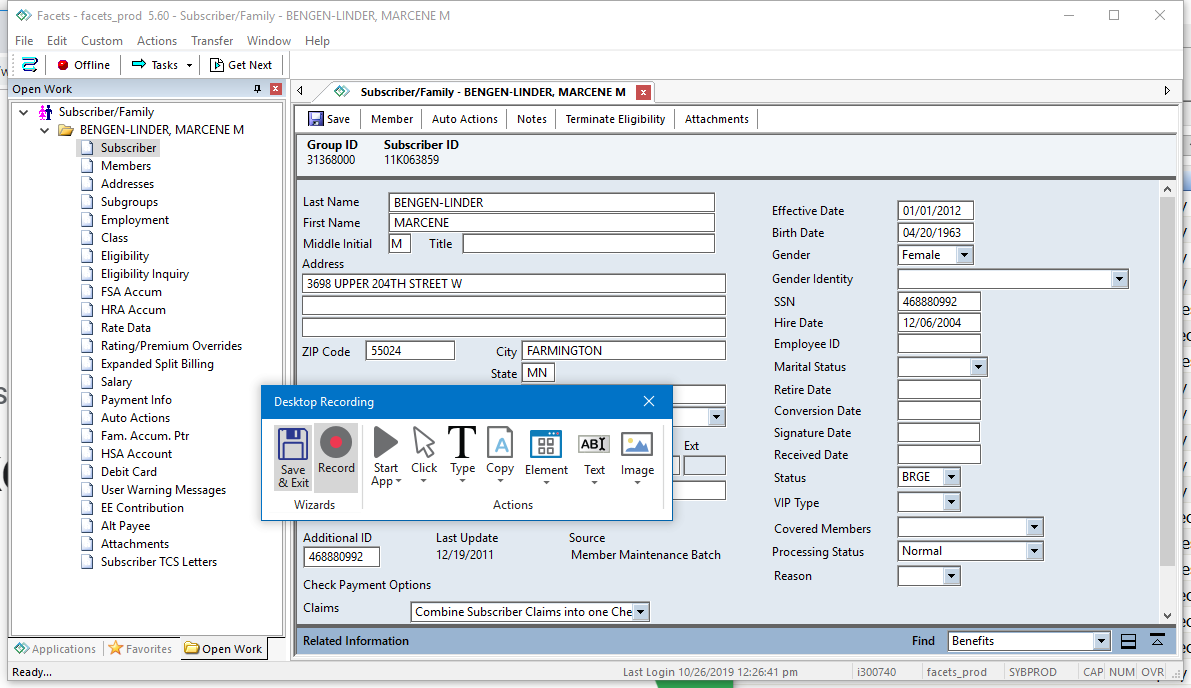 Facets - facets_prod 5.60 - Subscriber/Family - BENGEN-LINDER, MARCENE M
File Edit Custom Actions Transfer Window Help
Offline Tasks Get Next
Open Work
Subscriber/Family - BENGEN-LINDER, MARCENE M
Subscriber/Family
BENGEN-LINDER, MARCENE M
Subscriber
Members
Addresses
Subgroups
Employment
Class
Eligibility
Eligibility Inquiry
FSA Accum
HRA Accum
Rate Data
Rating/Premium Overrides
Expanded Split Billing
Salary
Payment Info
Auto Actions
Fam. Accum. Ptr
HSA Account
Debit Card
User Warning Messages
EE Contribution
Alt Payee
Attachments
Subscriber TCS Letters
Applications Favorites Open Work
Save Member Auto Actions Notes Terminate Eligibility Attachments
Group ID Subscriber ID
31368000 11K063859
Last Name BENGEN-LINDER
First Name MARCENE
Middle Initial M Title
Address
3698 UPPER 204TH STREET W
ZIP Code 55024 City FARMINGTON
State MN
Ext
Additional ID Last Update Source
468880992 12/19/2011 Member Maintenance Batch
Check Payment Options
Claims Combine Subscriber Claims into one Che
Effective Date 01/01/2012
Birth Date 04/20/1963
Gender Female
Gender Identity
SSN 468880992
Hire Date 12/06/2004
Employee ID
Marital Status
Retire Date
Conversion Date
Signature Date
Received Date
Status BRGE
VIP Type
Covered Members
Processing Status Normal
Reason
Desktop Recording
Save & Exit
Record
Start App
Click
Type
Copy
Element
Text
Image
Wizards Actions
Related Information Find Benefits
Ready... Last Login 10/26/2019 12:26:41 pm i300740 facets_prod SYBPROD CAP NUM OVR